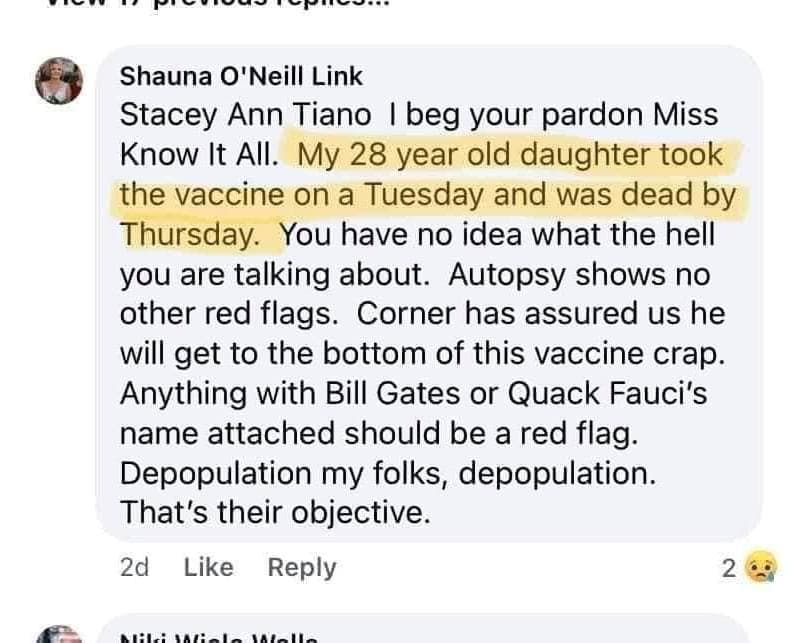 Shauna O'Neill Link
Stacey Ann Tiano I beg your pardon Miss
Know It All. My 28 year old daughter took
the vaccine on a Tuesday and was dead by
Thursday. You have no idea what the hell
you are talking about. Autopsy shows no
other red flags. Corner has assured us he
will get to the bottom of this vaccine crap.
Anything with Bill Gates or Quack Fauci's
name attached should be a red flag.
Depopulation my folks, depopulation.
That's their objective.
2d Like Reply 2